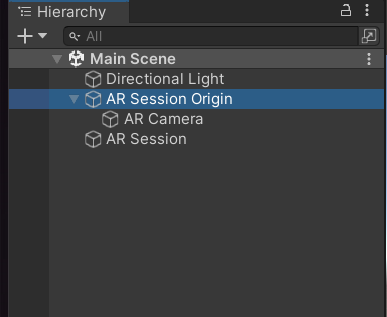 Hierarchy
All
Main Scene
Directional Light
AR Session Origin
AR Camera
AR Session